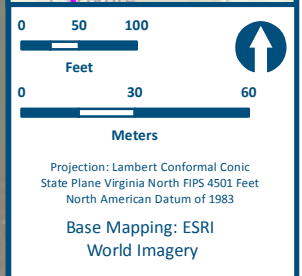 0 50 100
Feet
0 30 60
Meters
Projection: Lambert Conformal Conic
State Plane Virginia North FIPS 4501 Feet
North American Datum of 1983
Base Mapping: ESRI
World Imagery